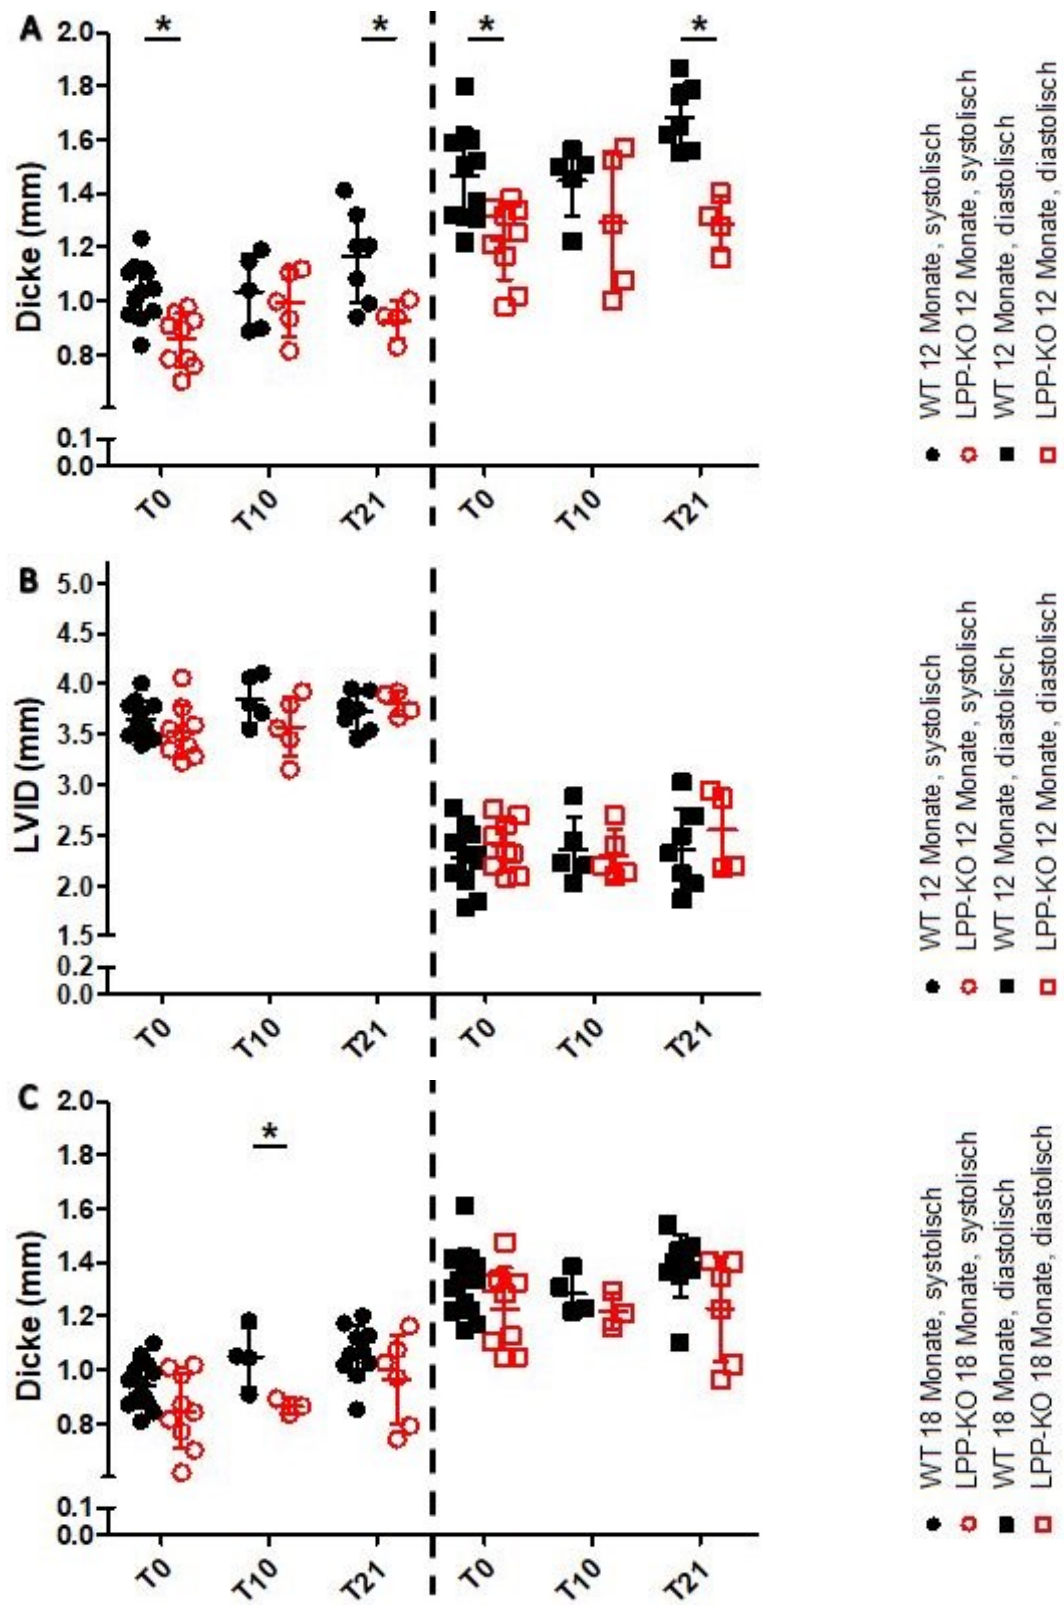 A
* * * *
Dicke (mm)
2.0
1.8
1.6
1.4
1.2
1.0
0.8
0.1
0.0
T0 T10 T21 T0 T10 T21
WT 12 Monate, systolisch
LPP-KO 12 Monate, systolisch
WT 12 Monate, diastolisch
LPP-KO 12 Monate, diastolisch
B
LVID (mm)
5.0
4.5
4.0
3.5
3.0
2.5
2.0
1.5
0.2
0.0
T0 T10 T21 T0 T10 T21
WT 12 Monate, systolisch
LPP-KO 12 Monate, systolisch
WT 12 Monate, diastolisch
LPP-KO 12 Monate, diastolisch
C
*
Dicke (mm)
2.0
1.8
1.6
1.4
1.2
1.0
0.8
0.1
0.0
T0 T10 T21 T0 T10 T21
WT 18 Monate, systolisch
LPP-KO 18 Monate, systolisch
WT 18 Monate, diastolisch
LPP-KO 18 Monate, diastolisch